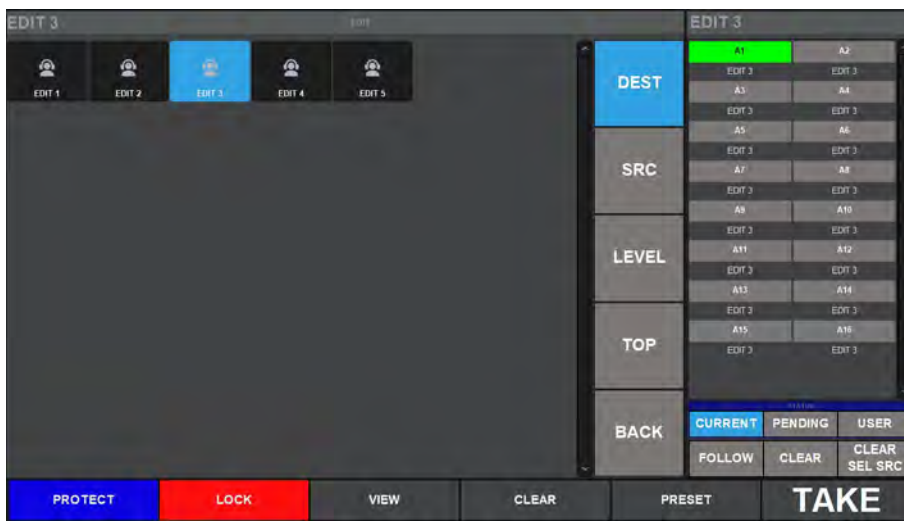 EDIT 3
EDIT 3
EDIT 1 EDIT 2 EDIT 3 EDIT 4 EDIT 5
DEST
SRC
LEVEL
TOP
BACK
A1 A2
EDIT 3 EDIT 3
A3 A4
EDIT 3 EDIT 3
A5 A6
EDIT 3 EDIT 3
A7 A8
EDIT 3 EDIT 3
A9 A10
EDIT 3 EDIT 3
A11 A12
EDIT 3 EDIT 3
A13 A14
EDIT 3 EDIT 3
A15 A16
EDIT 3 EDIT 3
CURRENT PENDING USER
FOLLOW CLEAR CLEAR
SEL SRC
PROTECT LOCK VIEW CLEAR PRESET TAKE